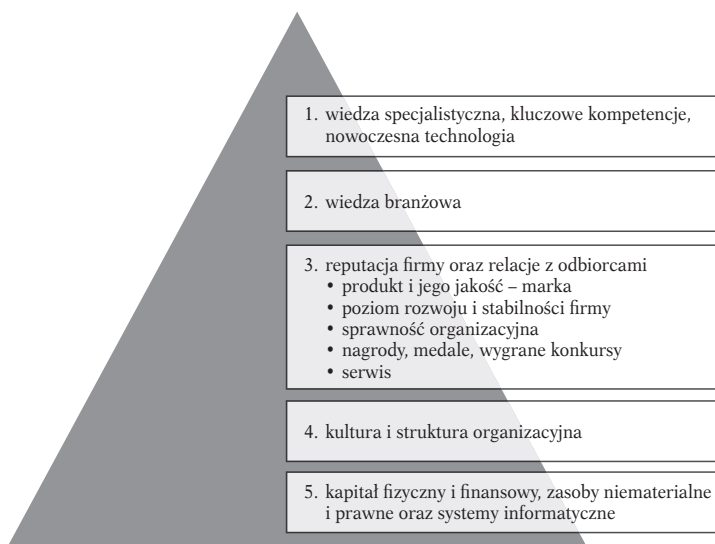 1. wiedza specjalistyczna, kluczowe kompetencje,
nowoczesna technologia
2. wiedza branżowa
3. reputacja firmy oraz relacje z odbiorcami
• produkt i jego jakość – marka
• poziom rozwoju i stabilności firmy
• sprawność organizacyjna
• nagrody, medale, wygrane konkursy
• serwis
4. kultura i struktura organizacyjna
5. kapitał fizyczny i finansowy, zasoby niematerialne
i prawne oraz systemy informatyczne